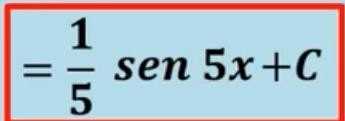 = 1/5 sen 5x+C